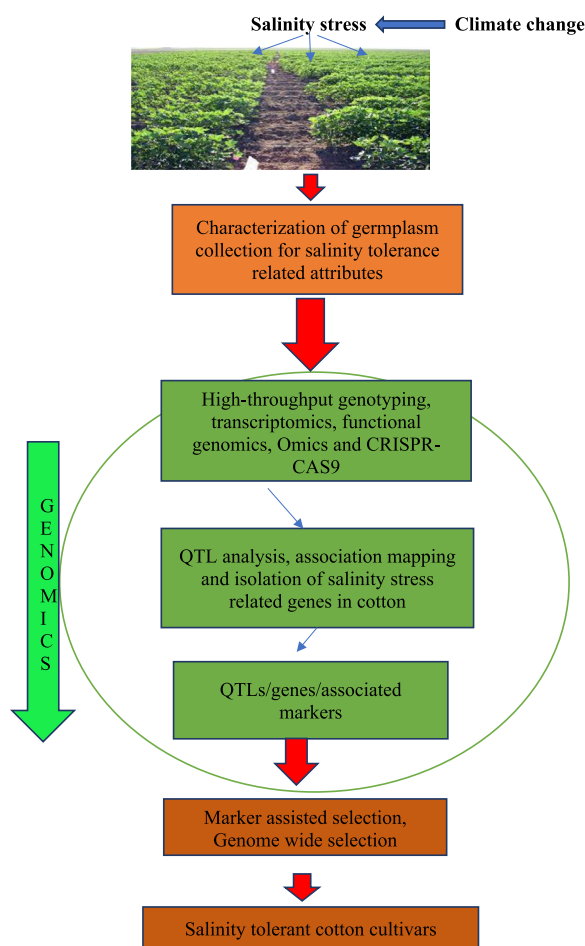 Salinity stress
Climate change
Characterization of germplasm
collection for salinity tolerance
related attributes
High-throughput genotyping,
transcriptomics, functional
genomics, Omics and CRISPR-
CAS9
GENOMICS
QTL analysis, association mapping
and isolation of salinity stress
related genes in cotton
QTLs/genes/associated
markers
Marker assisted selection,
Genome wide selection
Salinity tolerant cotton cultivars